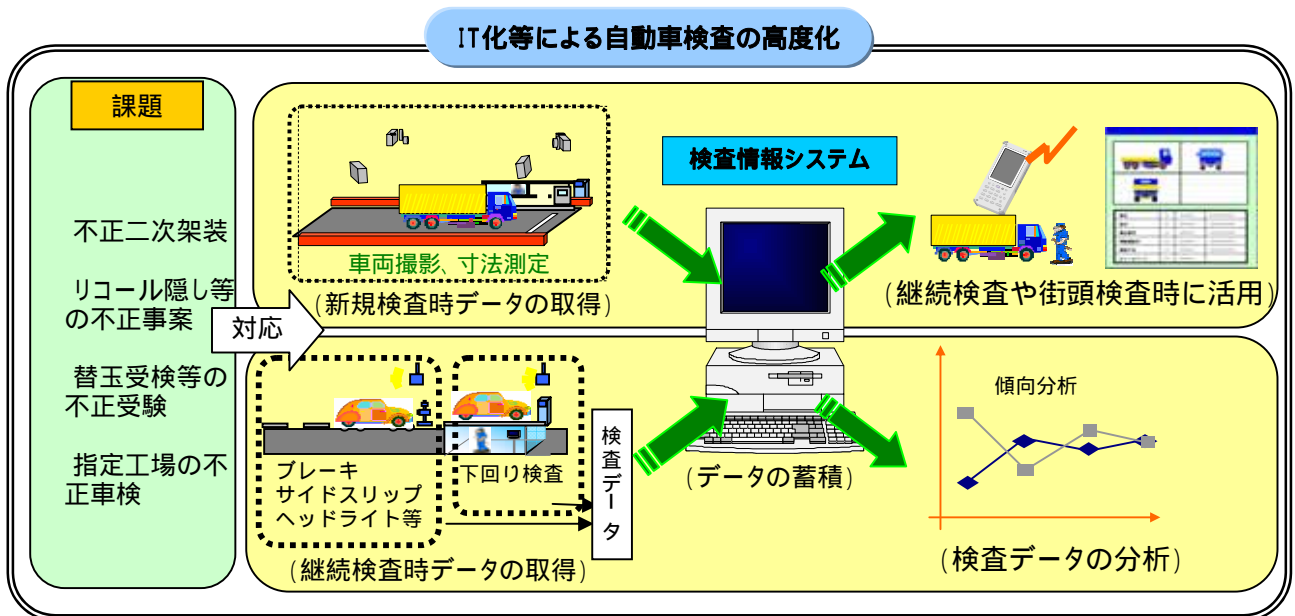 IT化等による自動車検査の高度化
課題
不正二次架装
リコール隠し等
の不正事案
替玉受検等の
不正受験
指定工場の不
正車検
対応
車両撮影、寸法測定
(新規検査時データの取得)
検査情報システム
(継続検査や街頭検査時に活用)
ブレーキ
サイドスリップ
ヘッドライト等
下回り検査
検査データ
(継続検査時データの取得)
(データの蓄積)
傾向分析
(検査データの分析)